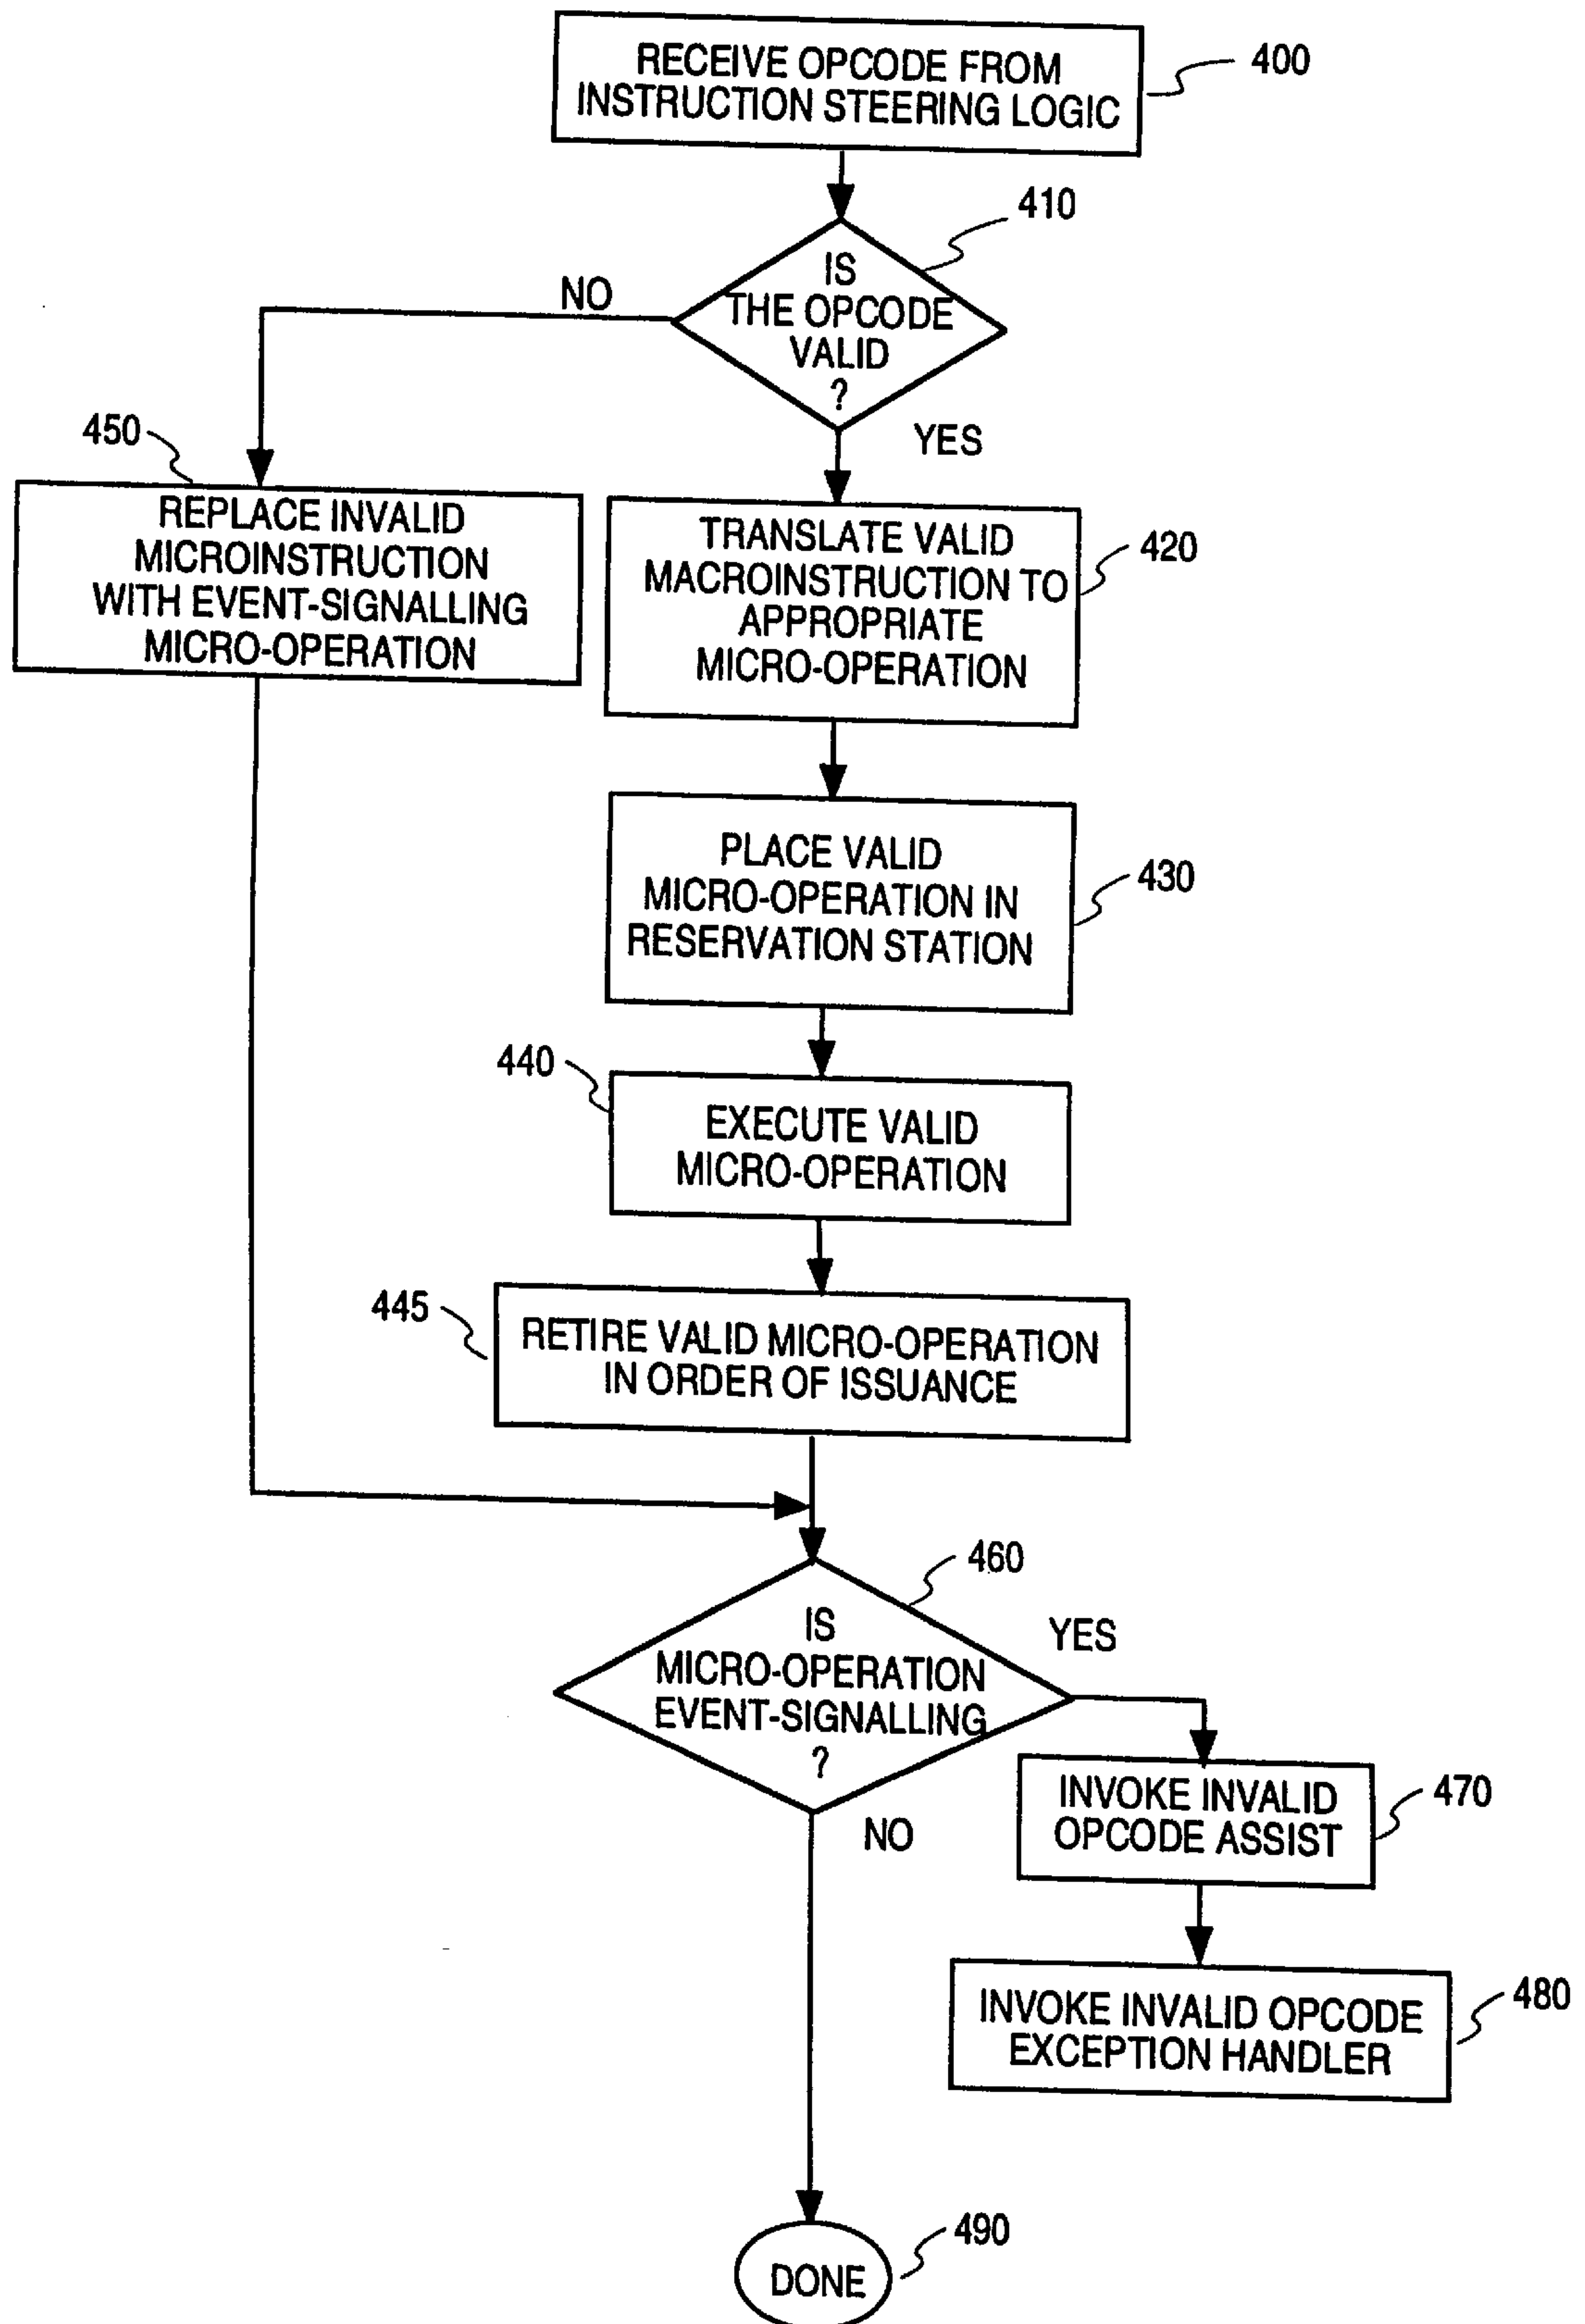 RECEIVE OPCODE FROM
INSTRUCTION STEERING LOGIC
400
410
IS
THE OPCODE
VALID
?
NO
YES
450
REPLACE INVALID
MICROINSTRUCTION
WITH EVENT-SIGNALLING
MICRO-OPERATION
TRANSLATE VALID
MACROINSTRUCTION TO
APPROPRIATE
MICRO-OPERATION
420
PLACE VALID
MICRO-OPERATION IN
RESERVATION STATION
430
440
EXECUTE VALID
MICRO-OPERATION
445
RETIRE VALID MICRO-OPERATION
IN ORDER OF ISSUANCE
460
IS
MICRO-OPERATION
EVENT-SIGNALLING
?
YES
NO
INVOKE INVALID
OPCODE ASSIST
470
INVOKE INVALID OPCODE
EXCEPTION HANDLER
480
490
DONE